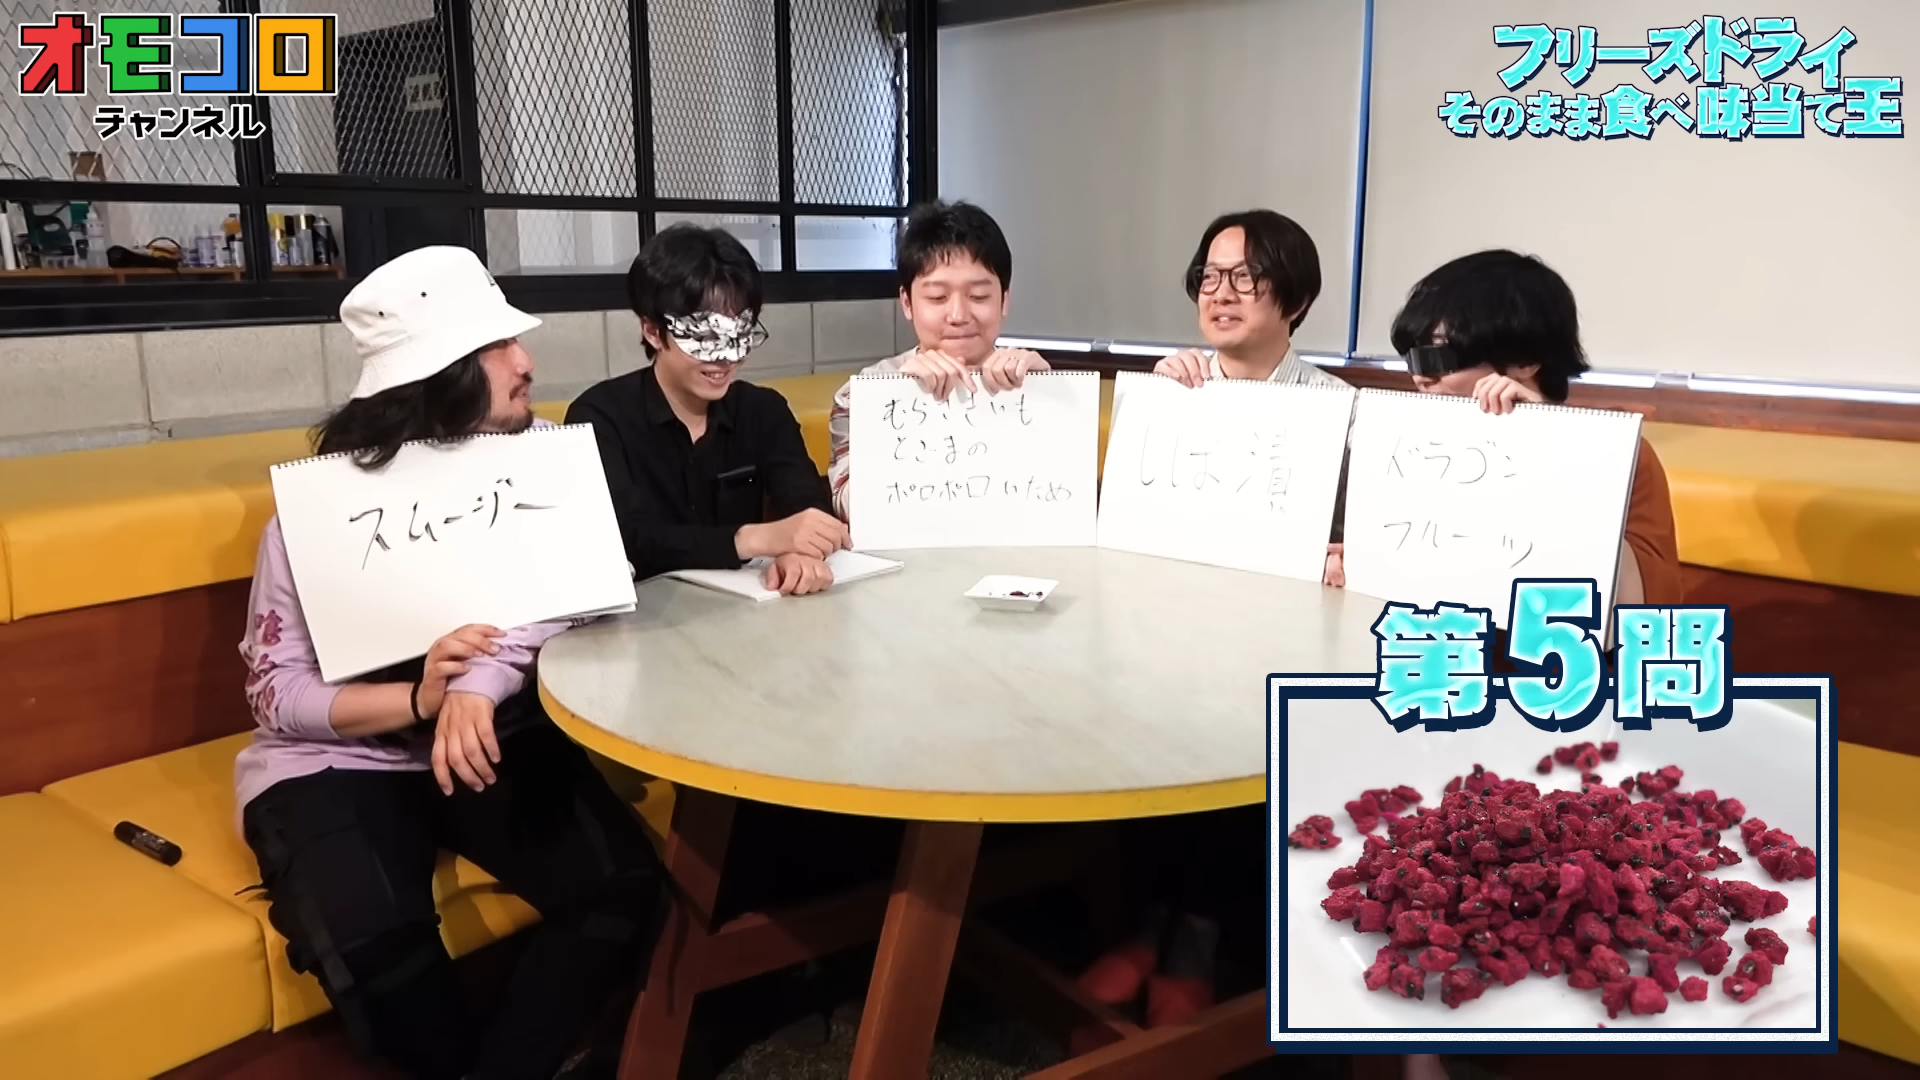 オモコロ
チャンネル
フリーズドライ
そのまま食べ味当て王
スムージー
むらさきいも
とごまの
ポロポロいため
しば漬
ドラゴン
フルーツ
第5問